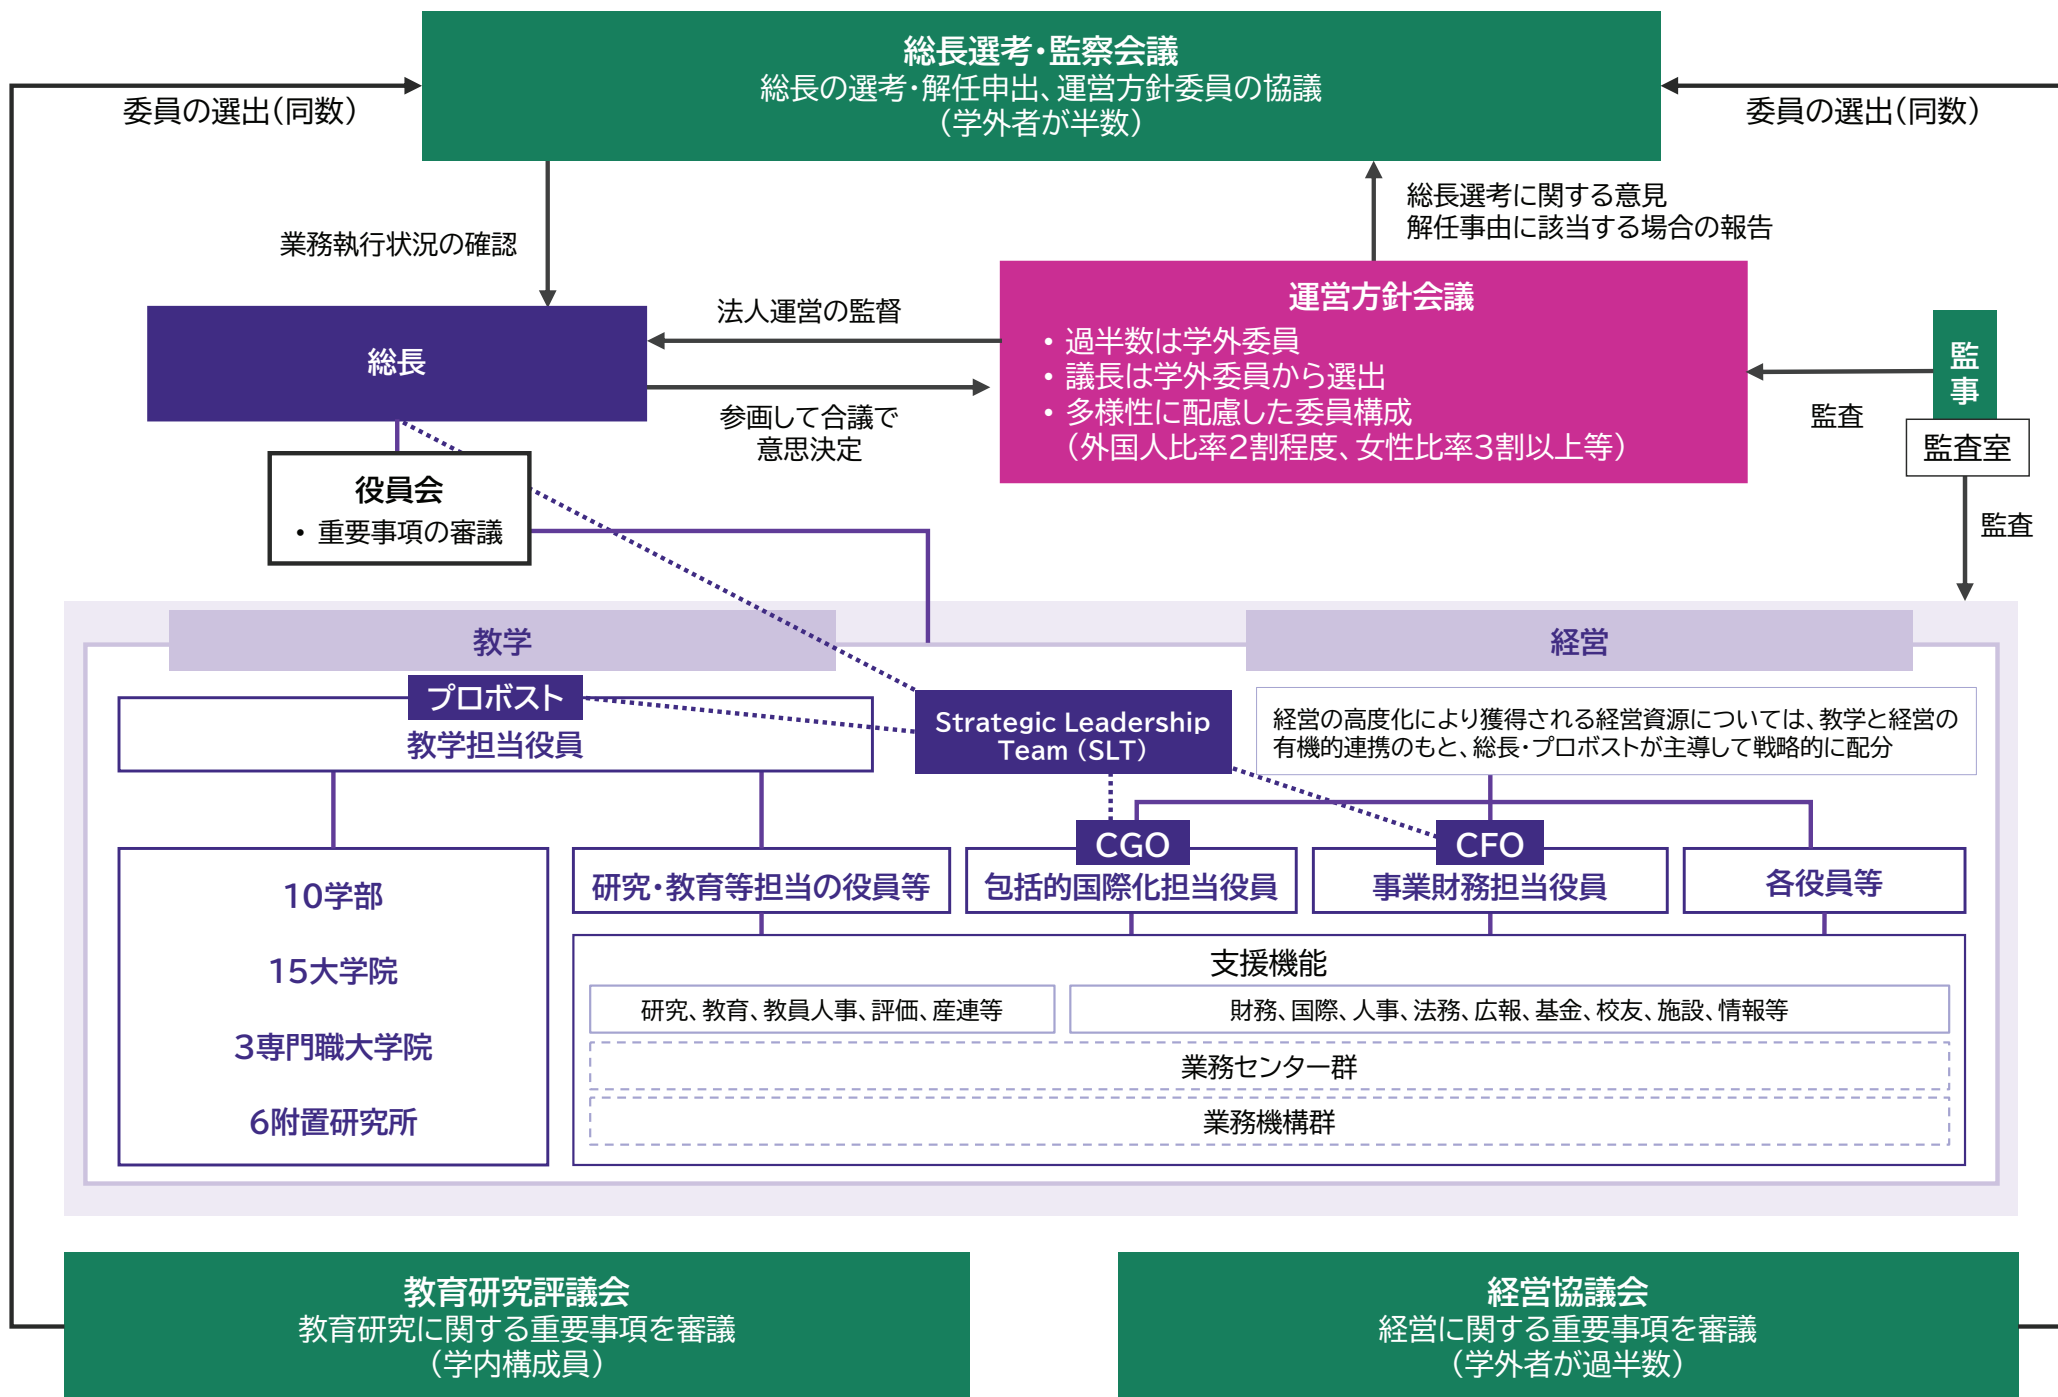 総長選考・監察会議
総長の選考・解任申出、運営方針委員の協議
（学外者が半数）
委員の選出（同数）
委員の選出（同数）
業務執行状況の確認
総長選考に関する意見
解任事由に該当する場合の報告
総長
法人運営の監督
参画して合議で
意思決定
運営方針会議
・過半数は学外委員
・議長は学外委員から選出
・多様性に配慮した委員構成
（外国人比率2割程度、女性比率3割以上等）
監事
監査
監査室
監査
役員会
・重要事項の審議
教学
経営
プロボスト
教学担当役員
Strategic Leadership
Team (SLT)
経営の高度化により獲得される経営資源については、教学と経営の
有機的連携のもと、総長・プロボストが主導して戦略的に配分
10学部
15大学院
3専門職大学院
6附置研究所
研究・教育等担当の役員等
CGO
包括的国際化担当役員
CFO
事業財務担当役員
各役員等
支援機能
研究、教育、教員人事、評価、産連等
財務、国際、人事、法務、広報、基金、校友、施設、情報等
業務センター群
業務機構群
教育研究評議会
教育研究に関する重要事項を審議
（学内構成員）
経営協議会
経営に関する重要事項を審議
（学外者が過半数）